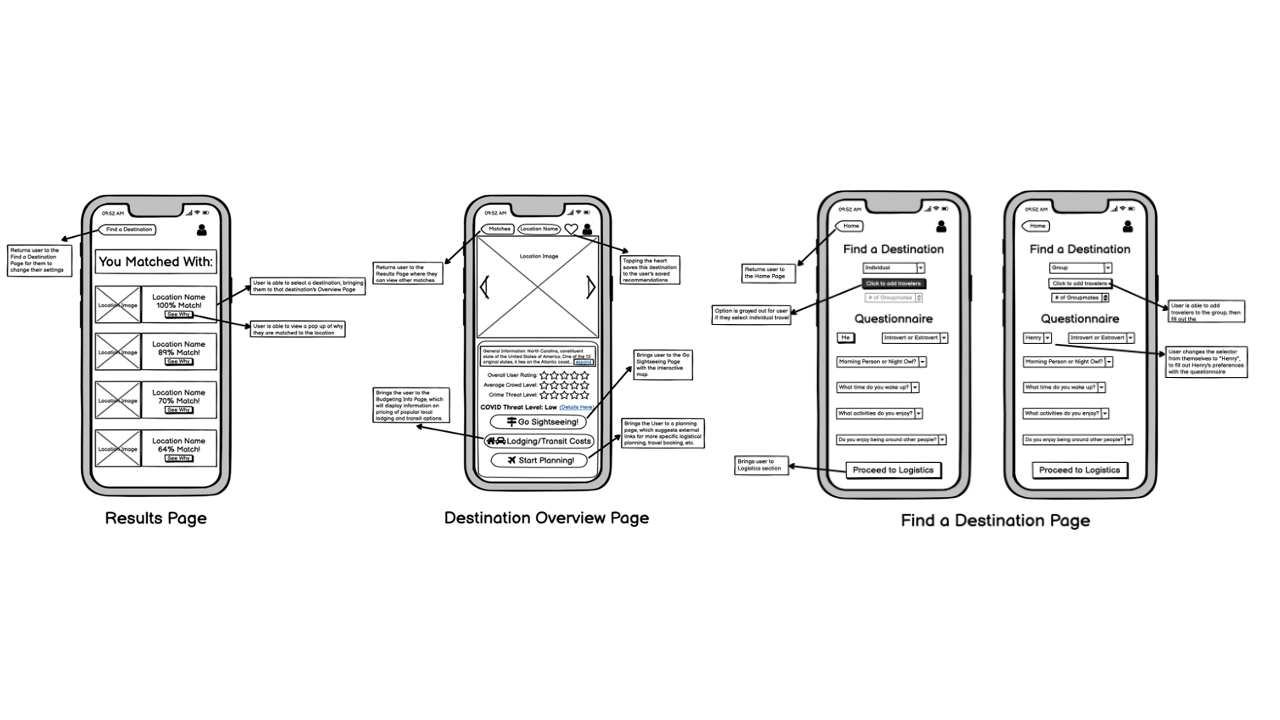 09:52 AM
Find a Destination
Returns user to the
Find a Destination
Page for them to
change their settings
You Matched With:
Location Image
Location Name
100% Match!
See Why
User is able to select a destination, bringing
them to that destination's Overview Page
User is able to view a pop up of why
they are matched to the location
Location Image
Location Name
89% Match!
See Why
Location Image
Location Name
70% Match!
See Why
Location Image
Location Name
64% Match!
See Why
Results Page
09:52 AM
Matches
Location Name
Returns user to the
Results Page where they
can view other matches
Tapping the heart
saves this destination
to the user's saved
recommendations
Location Image
General Information: North Carolina, constituent
state of the United States of America. One of the 13
original states, it lies on the Atlantic coast... (expand)
Overall User Rating:
Average Crowd Level:
Crime Threat Level:
COVID Threat Level: Low (Details Here)
Go Sightseeing!
Lodging/Transit Costs
Start Planning!
Brings user to the Go
Sightseeing Page
with the interactive
map.
Brings the user to the
Budgeting Info Page, which
will display information on
pricing of popular local
lodging and transit options.
Brings the User to a planning
page, which suggests external
links for more specific logistical
planning, travel booking, etc.
Destination Overview Page
09:52 AM
Home
Returns user to
the Home Page
Find a Destination
Individual
Click to add travelers
# of Groupmates
Option is grayed out for user
if they select individual travel
Questionnaire
Me
Introvert or Extrovert
Morning Person or Night Owl?
What time do you wake up?
What activities do you enjoy?
Do you enjoy being around other people?
Brings user to
Logistics section
Proceed to Logistics
09:52 AM
Home
Find a Destination
Group
Click to add travelers
# of Groupmates
User is able to add
travelers to the group, then
fill out the
Questionnaire
Henry
Introvert or Extrovert
User changes the selector
from themselves to "Henry",
to fill out Henry's preferences
with the questionnaire
Morning Person or Night Owl?
What time do you wake up?
What activities do you enjoy?
Do you enjoy being around other people?
Proceed to Logistics
Find a Destination Page